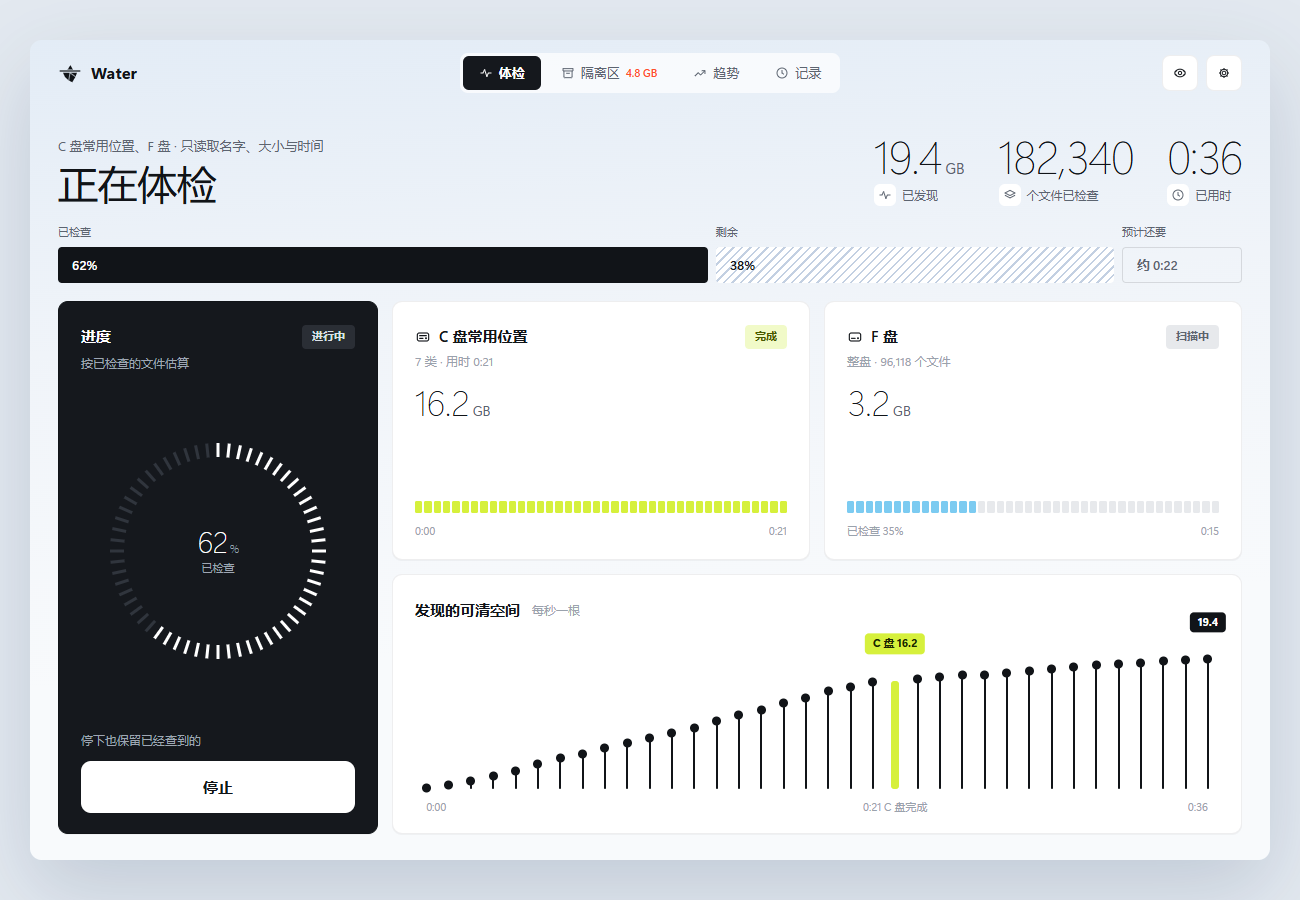 Water
体检
隔离区 4.8 GB
趋势
记录
C 盘常用位置、F 盘 · 只读取名字、大小与时间
正在体检
19.4 GB
已发现
182,340
个文件已检查
0:36
已用时
已检查
剩余
预计还要
62%
38%
约 0:22
进度
进行中
按已检查的文件估算
62 %
已检查
停下也保留已经查到的
停止
C 盘常用位置
完成
7 类 · 用时 0:21
16.2 GB
0:00
0:21
F 盘
扫描中
整盘 · 96,118 个文件
3.2 GB
已检查 35%
0:15
发现的可清空间 每秒一根
19.4
C 盘 16.2
0:00
0:21 C 盘完成
0:36